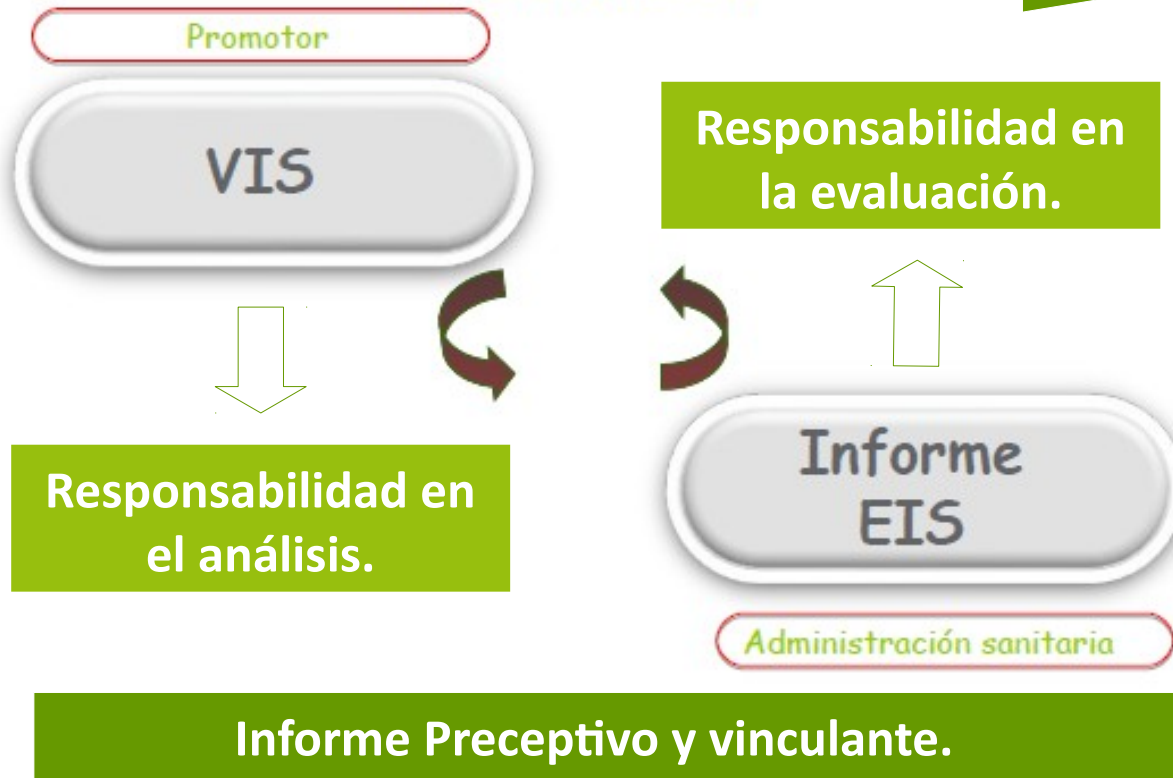 Promotor
VIS
Responsabilidad en
la evaluación.
Responsabilidad en
el análisis.
Informe
EIS
Administración sanitaria
Informe Preceptivo y vinculante.